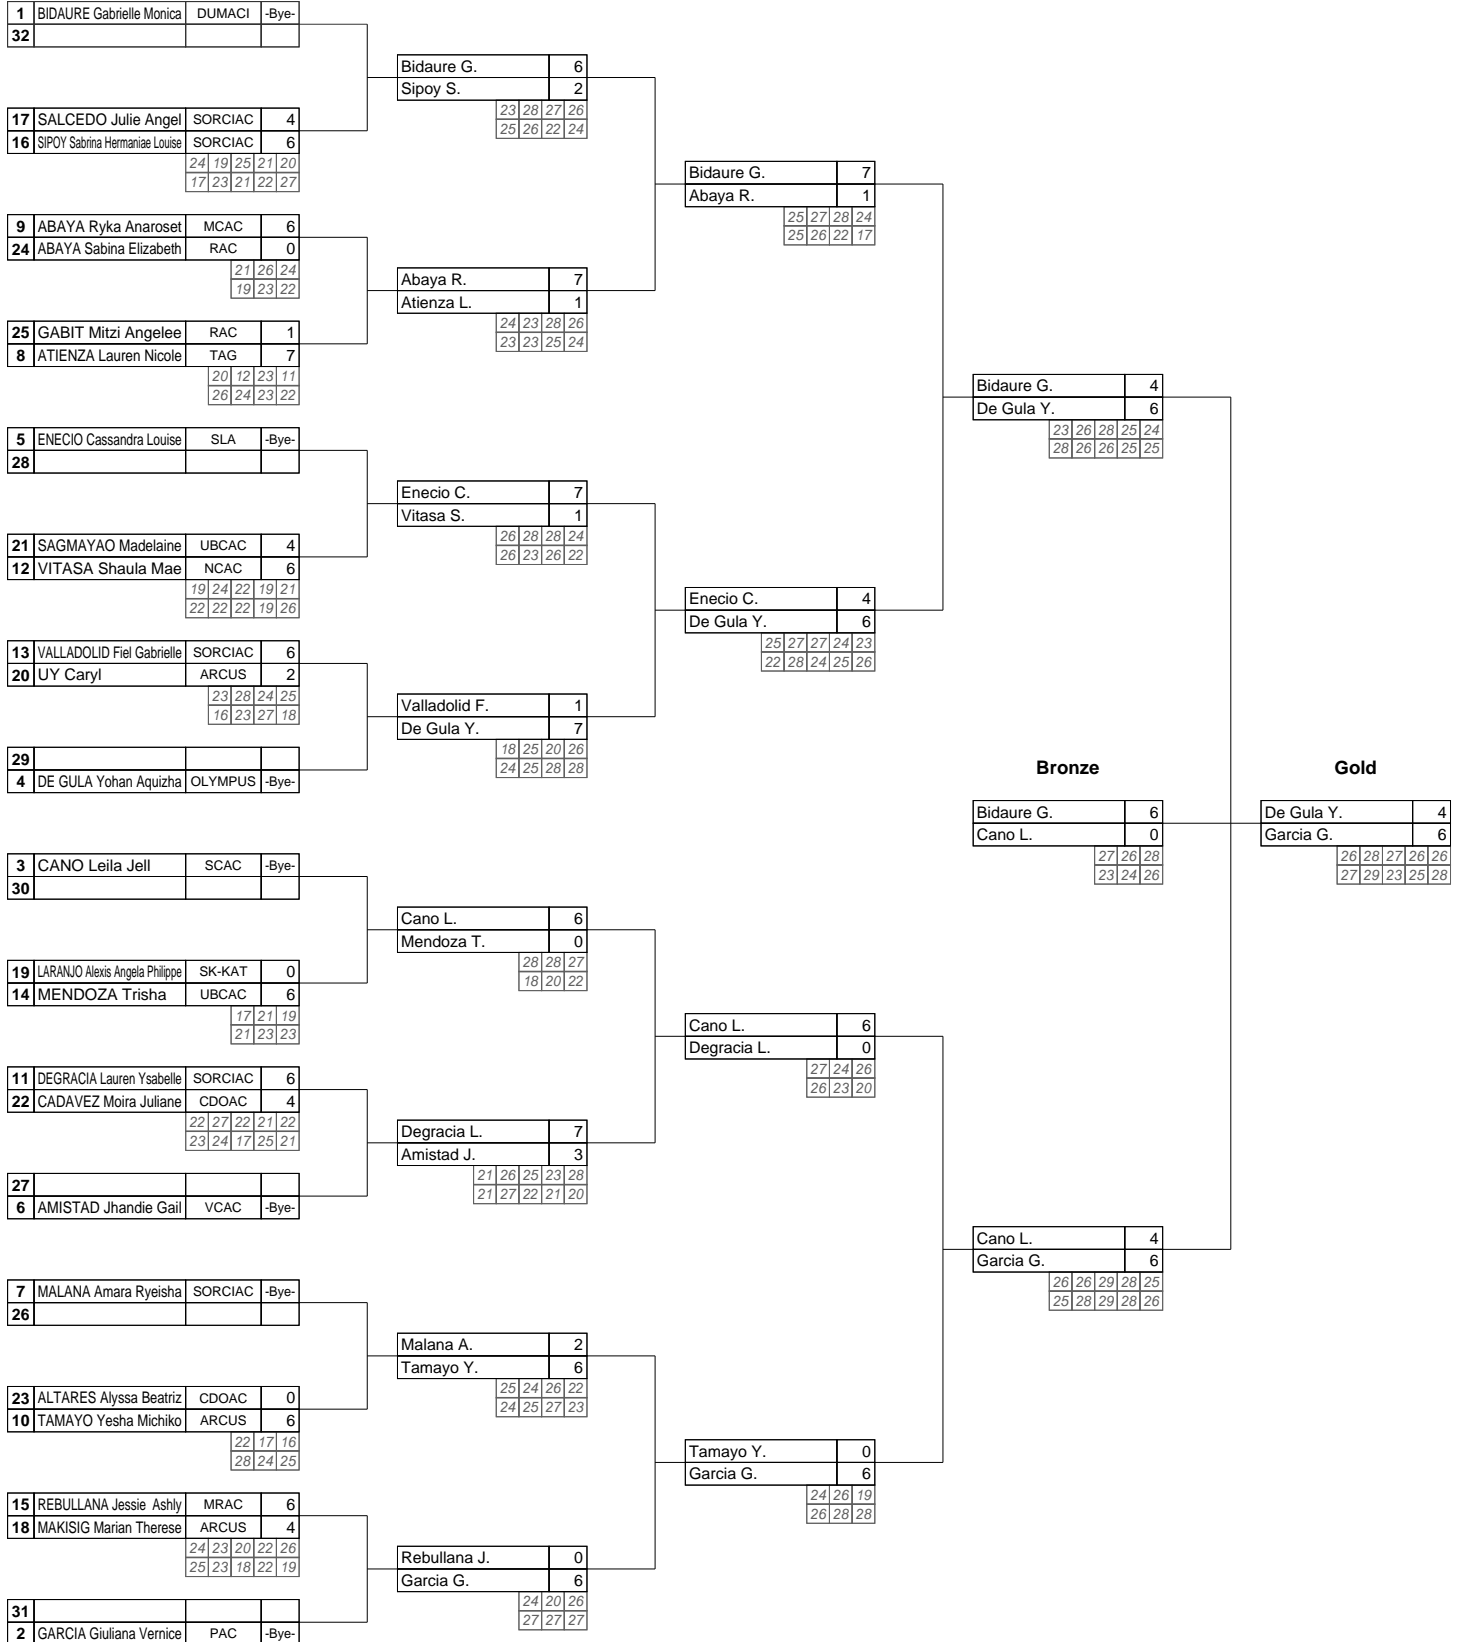 1 BIDAURE Gabrielle Monica DUMACI -Bye-
32
17 SALCEDO Julie Angel SORCIAC 4
16 SIPOY Sabrina Hermaniae Louise SORCIAC 6
24 19 25 21 20
17 23 21 22 27
9 ABAYA Ryka Anaroset MCAC 6
24 ABAYA Sabina Elizabeth RAC 0
21 26 24
19 23 22
25 GABIT Mitzi Angelee RAC 1
8 ATIENZA Lauren Nicole TAG 7
20 12 23 11
26 24 23 22
5 ENECIO Cassandra Louise SLA -Bye-
28
21 SAGMAYAO Madelaine UBCAC 4
12 VITASA Shaula Mae NCAC 6
19 24 22 19 21
22 22 22 19 26
13 VALLADOLID Fiel Gabrielle SORCIAC 6
20 UY Caryl ARCUS 2
23 28 24 25
16 23 27 18
29
4 DE GULA Yohan Aquizha OLYMPUS -Bye-
3 CANO Leila Jell SCAC -Bye-
30
19 LARANJO Alexis Angela Philippe SK-KAT 0
14 MENDOZA Trisha UBCAC 6
17 21 19
21 23 23
11 DEGRACIA Lauren Ysabelle SORCIAC 6
22 CADAVEZ Moira Juliane CDOAC 4
22 27 22 21 22
23 24 17 25 21
27
6 AMISTAD Jhandie Gail VCAC -Bye-
7 MALANA Amara Ryeisha SORCIAC -Bye-
26
23 ALTARES Alyssa Beatriz CDOAC 0
10 TAMAYO Yesha Michiko ARCUS 6
22 17 16
28 24 25
15 REBULLANA Jessie Ashly MRAC 6
18 MAKISIG Marian Therese ARCUS 4
24 23 20 22 26
25 23 18 22 19
31
2 GARCIA Giuliana Vernice PAC -Bye-
Bidaure G. 6
Sipoy S. 2
23 28 27 26
25 26 22 24
Abaya R. 7
Atienza L. 1
24 23 28 26
23 23 25 24
Enecio C. 7
Vitasa S. 1
26 28 28 24
26 23 26 22
Valladolid F. 1
De Gula Y. 7
18 25 20 26
24 25 28 28
Cano L. 6
Mendoza T. 0
28 28 27
18 20 22
Degracia L. 7
Amistad J. 3
21 26 25 23 28
21 27 22 21 20
Malana A. 2
Tamayo Y. 6
25 24 26 22
24 25 27 23
Rebullana J. 0
Garcia G. 6
24 20 26
27 27 27
Bidaure G. 7
Abaya R. 1
25 27 28 24
25 26 22 17
Enecio C. 4
De Gula Y. 6
25 27 27 24 23
22 28 24 25 26
Cano L. 6
Degracia L. 0
27 24 26
26 23 20
Tamayo Y. 0
Garcia G. 6
24 26 19
26 28 28
Bidaure G. 4
De Gula Y. 6
23 26 28 25 24
28 26 26 25 25
Cano L. 4
Garcia G. 6
26 26 29 28 25
25 28 29 28 26
Bronze
Bidaure G. 6
Cano L. 0
27 26 28
23 24 26
Gold
De Gula Y. 4
Garcia G. 6
26 28 27 26 26
27 29 23 25 28